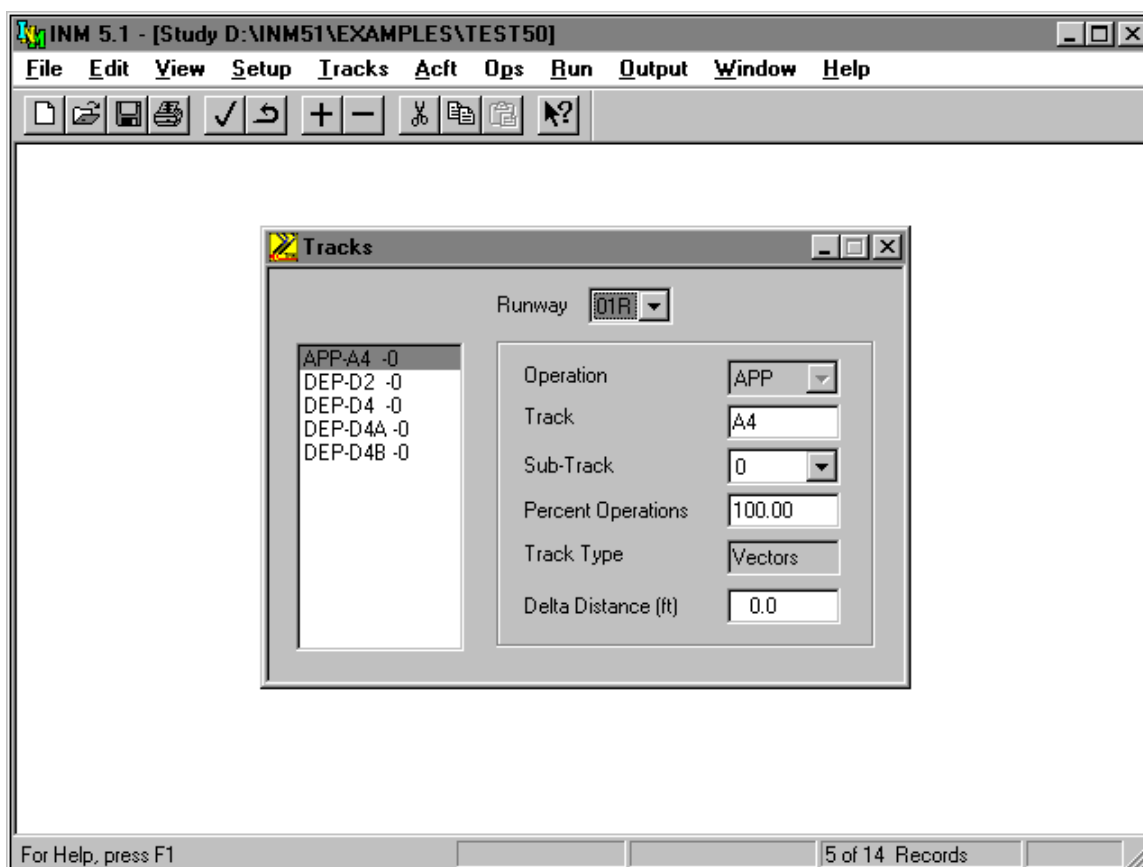 INM 5.1 - [Study D:\INM51\EXAMPLES\TEST50]
File Edit View Setup Tracks Acft Ops Run Output Window Help
Tracks
Runway 01R
APP-A4 -0
DEP-D2 -0
DEP-D4 -0
DEP-D4A -0
DEP-D4B -0
Operation APP
Track A4
Sub-Track 0
Percent Operations 100.00
Track Type Vectors
Delta Distance (ft) 0.0
For Help, press F1
5 of 14 Records